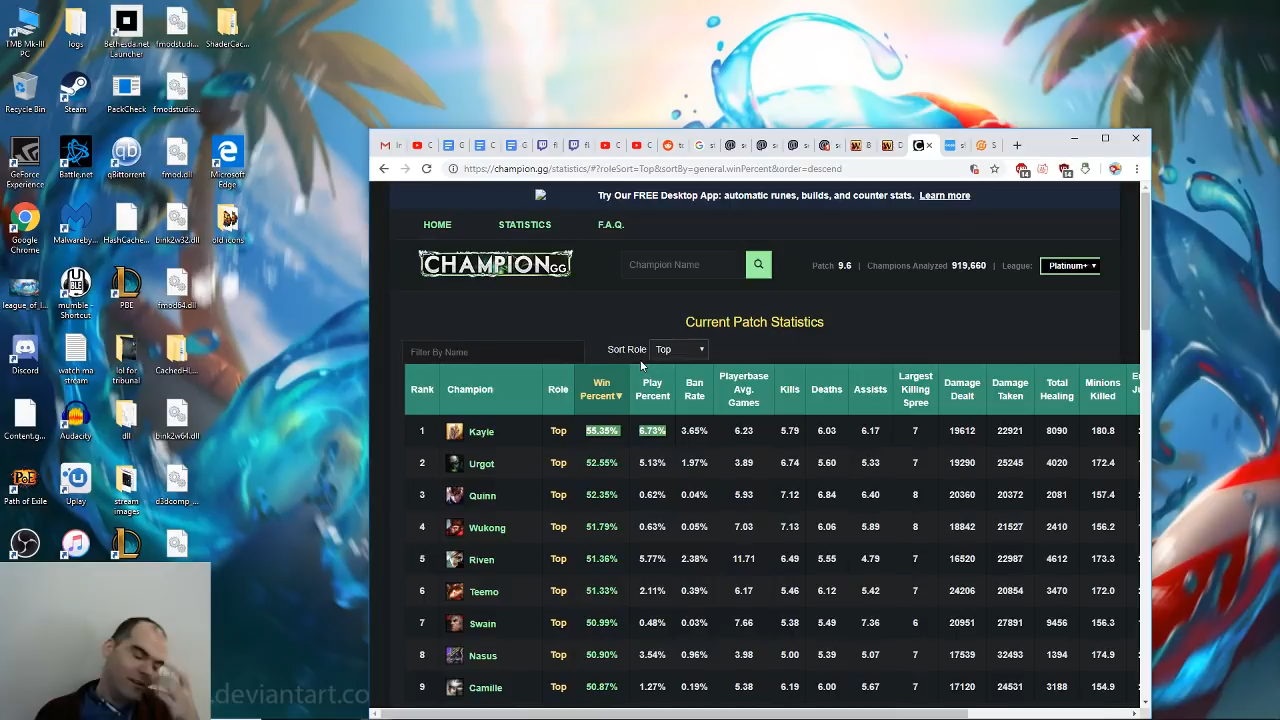 TMB Mk-III
PC
logs
Bethesda.net
Launcher
fmodstudio...
ShaderCac...
Recycle Bin
Steam
PackCheck
fmodstudi...
GeForce
Experience
Battle.net
qBittorrent
fmod.dll
Microsoft
Edge
Google
Chrome
Malwareby...
HashCache...
bink2w32.dll
old icons
league_of_l...
mumble -
Shortcut
PBE
fmod64.dll
Discord
watch ma
stream
lol for
tribunal
CachedHL...
Content.g...
Audacity
dll
bink2w64.dll
Path of Exile
Uplay
stream
images
d3dcomp_...
.deviantart.co
https://champion.gg/statistics/#?roleSort=Top&sortBy=general.winPercent&order=descend
Try Our FREE Desktop App: automatic runes, builds, and counter stats. Learn more
HOME STATISTICS F.A.Q.
CHAMPION.GG
Champion Name
Patch 9.6 | Champions Analyzed 919,660 | League: Platinum+
Current Patch Statistics
Filter By Name
Sort Role Top
Rank Champion Role Win Percent Play Percent Ban Rate Playerbase Avg. Games Kills Deaths Assists Largest Killing Spree Damage Dealt Damage Taken Total Healing Minions Killed
1 Kayle Top 55.35% 6.73% 3.65% 6.23 5.79 6.03 6.17 7 19612 22921 8090 180.8
2 Urgot Top 52.55% 5.13% 1.97% 3.89 6.74 5.60 5.33 7 19290 25245 4020 172.4
3 Quinn Top 52.35% 0.62% 0.04% 5.93 7.12 6.84 6.40 8 20360 20372 2081 157.4
4 Wukong Top 51.79% 0.63% 0.05% 7.03 7.13 6.06 5.89 8 18842 21527 2410 156.2
5 Riven Top 51.36% 5.77% 2.38% 11.71 6.49 5.55 4.79 7 16520 22987 4612 173.3
6 Teemo Top 51.33% 2.11% 0.39% 6.17 5.46 6.12 5.42 7 24206 20854 3470 172.0
7 Swain Top 50.99% 0.48% 0.03% 7.66 5.38 5.49 7.36 6 20951 27891 9456 156.3
8 Nasus Top 50.90% 3.54% 0.96% 3.98 5.00 5.39 5.07 7 17539 32493 1394 174.9
9 Camille Top 50.87% 1.27% 0.19% 5.38 6.19 6.00 5.67 7 17120 24531 3188 154.9